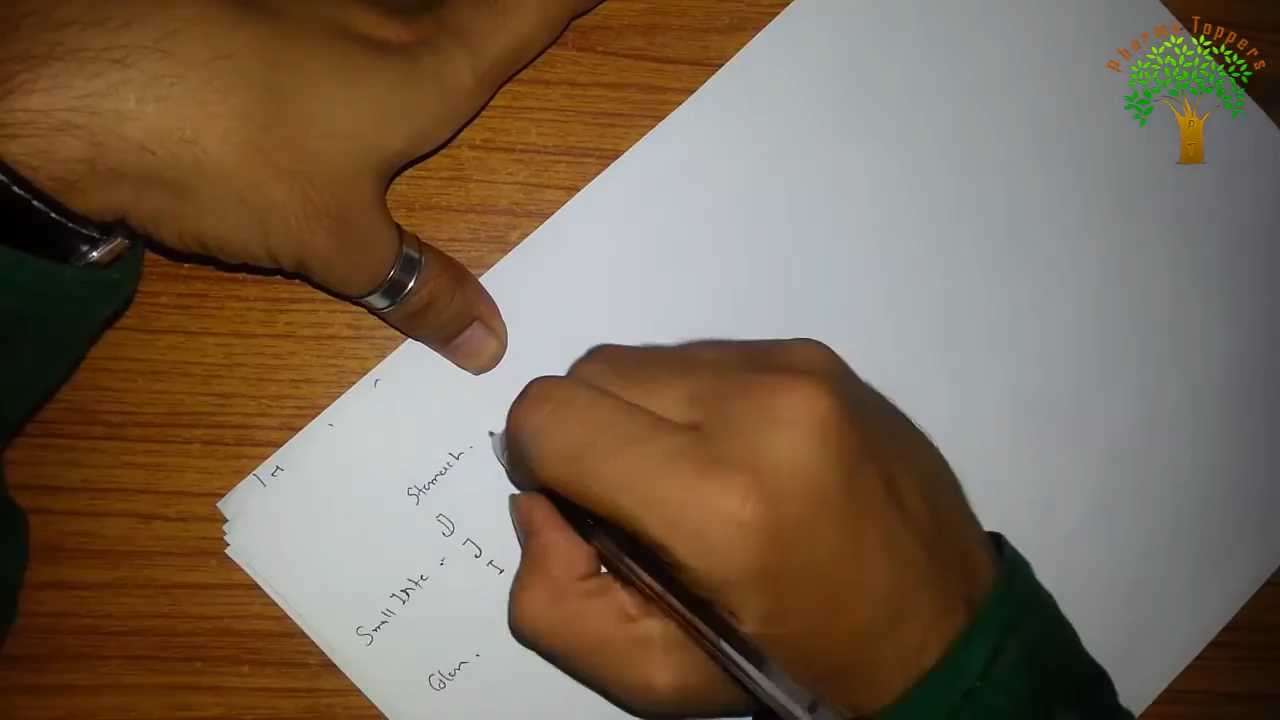 Pharma Toppers
P
T
Stomach.
Small Inte - D
J
I
Colon.